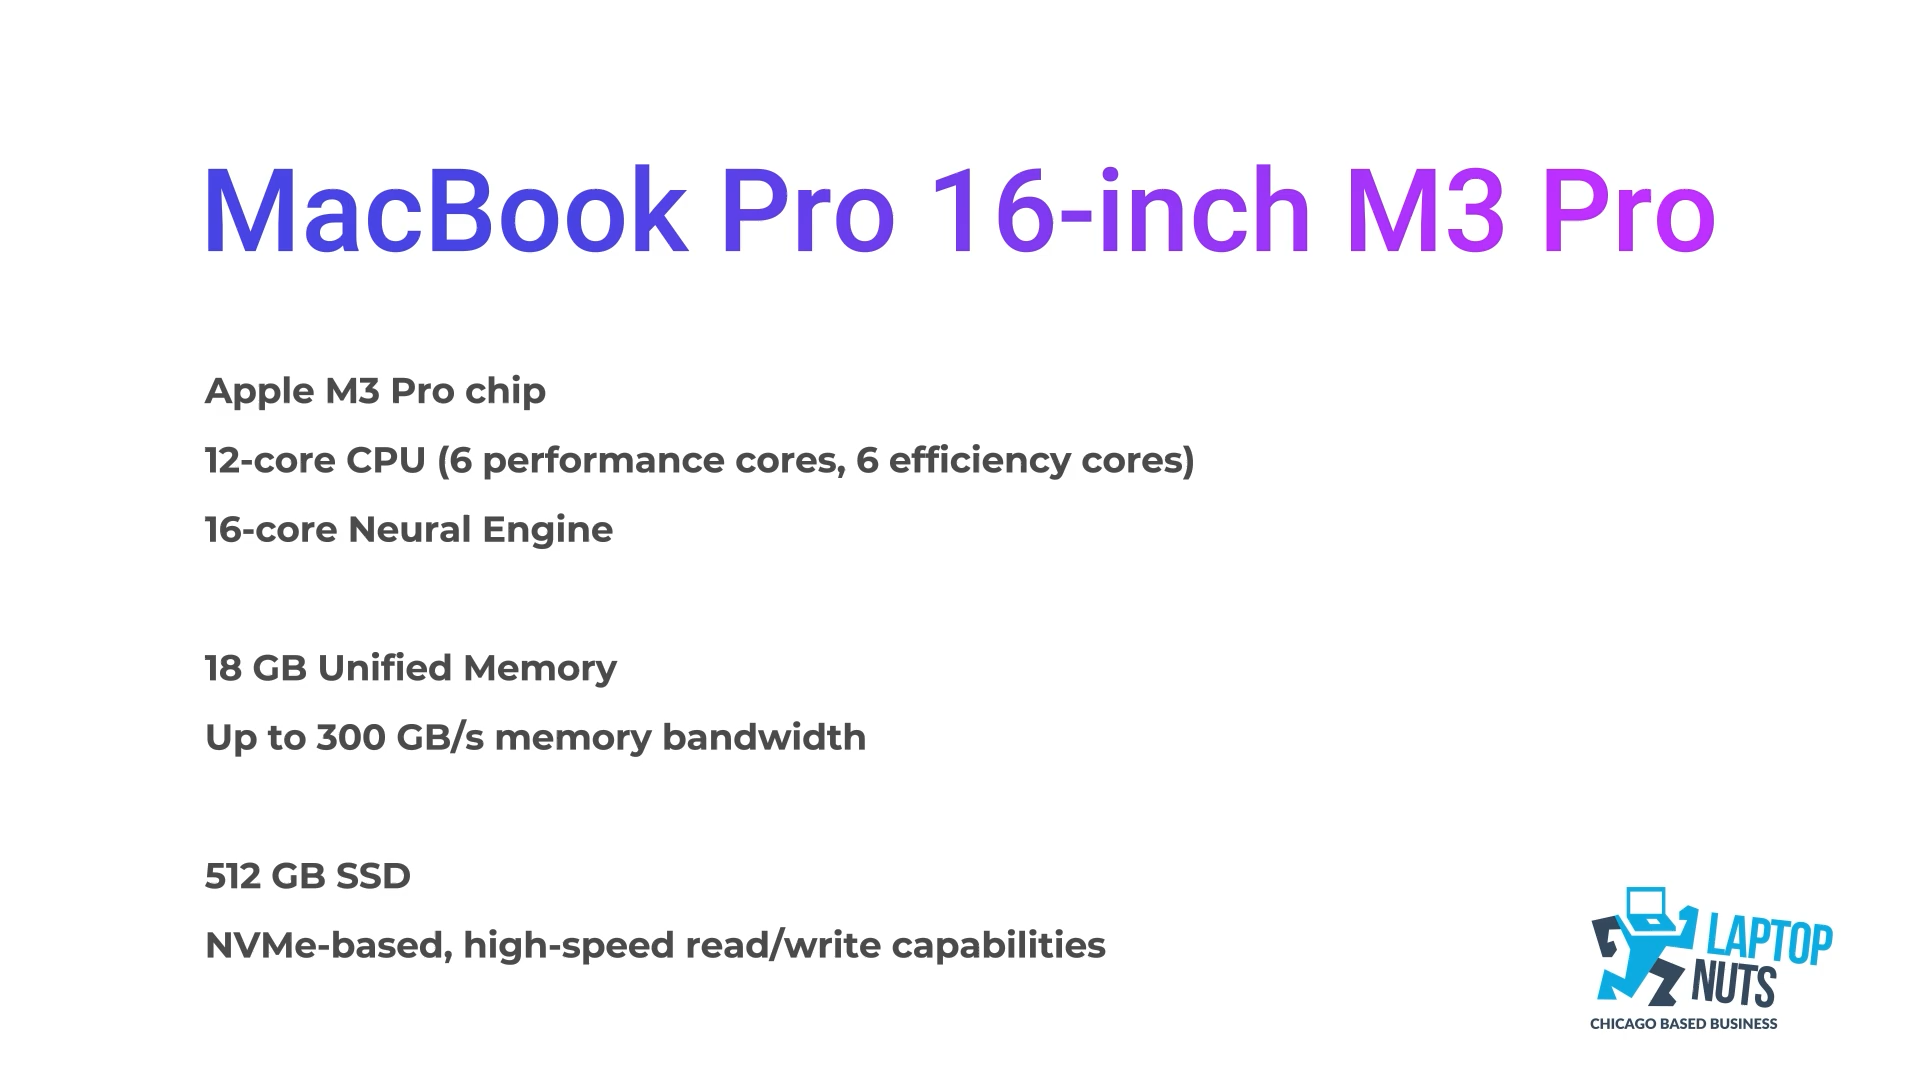 MacBook Pro 16-inch M3 Pro
Apple M3 Pro chip
12-core CPU (6 performance cores, 6 efficiency cores)
16-core Neural Engine
18 GB Unified Memory
Up to 300 GB/s memory bandwidth
512 GB SSD
NVMe-based, high-speed read/write capabilities
LAPTOP
NUTS
CHICAGO BASED BUSINESS